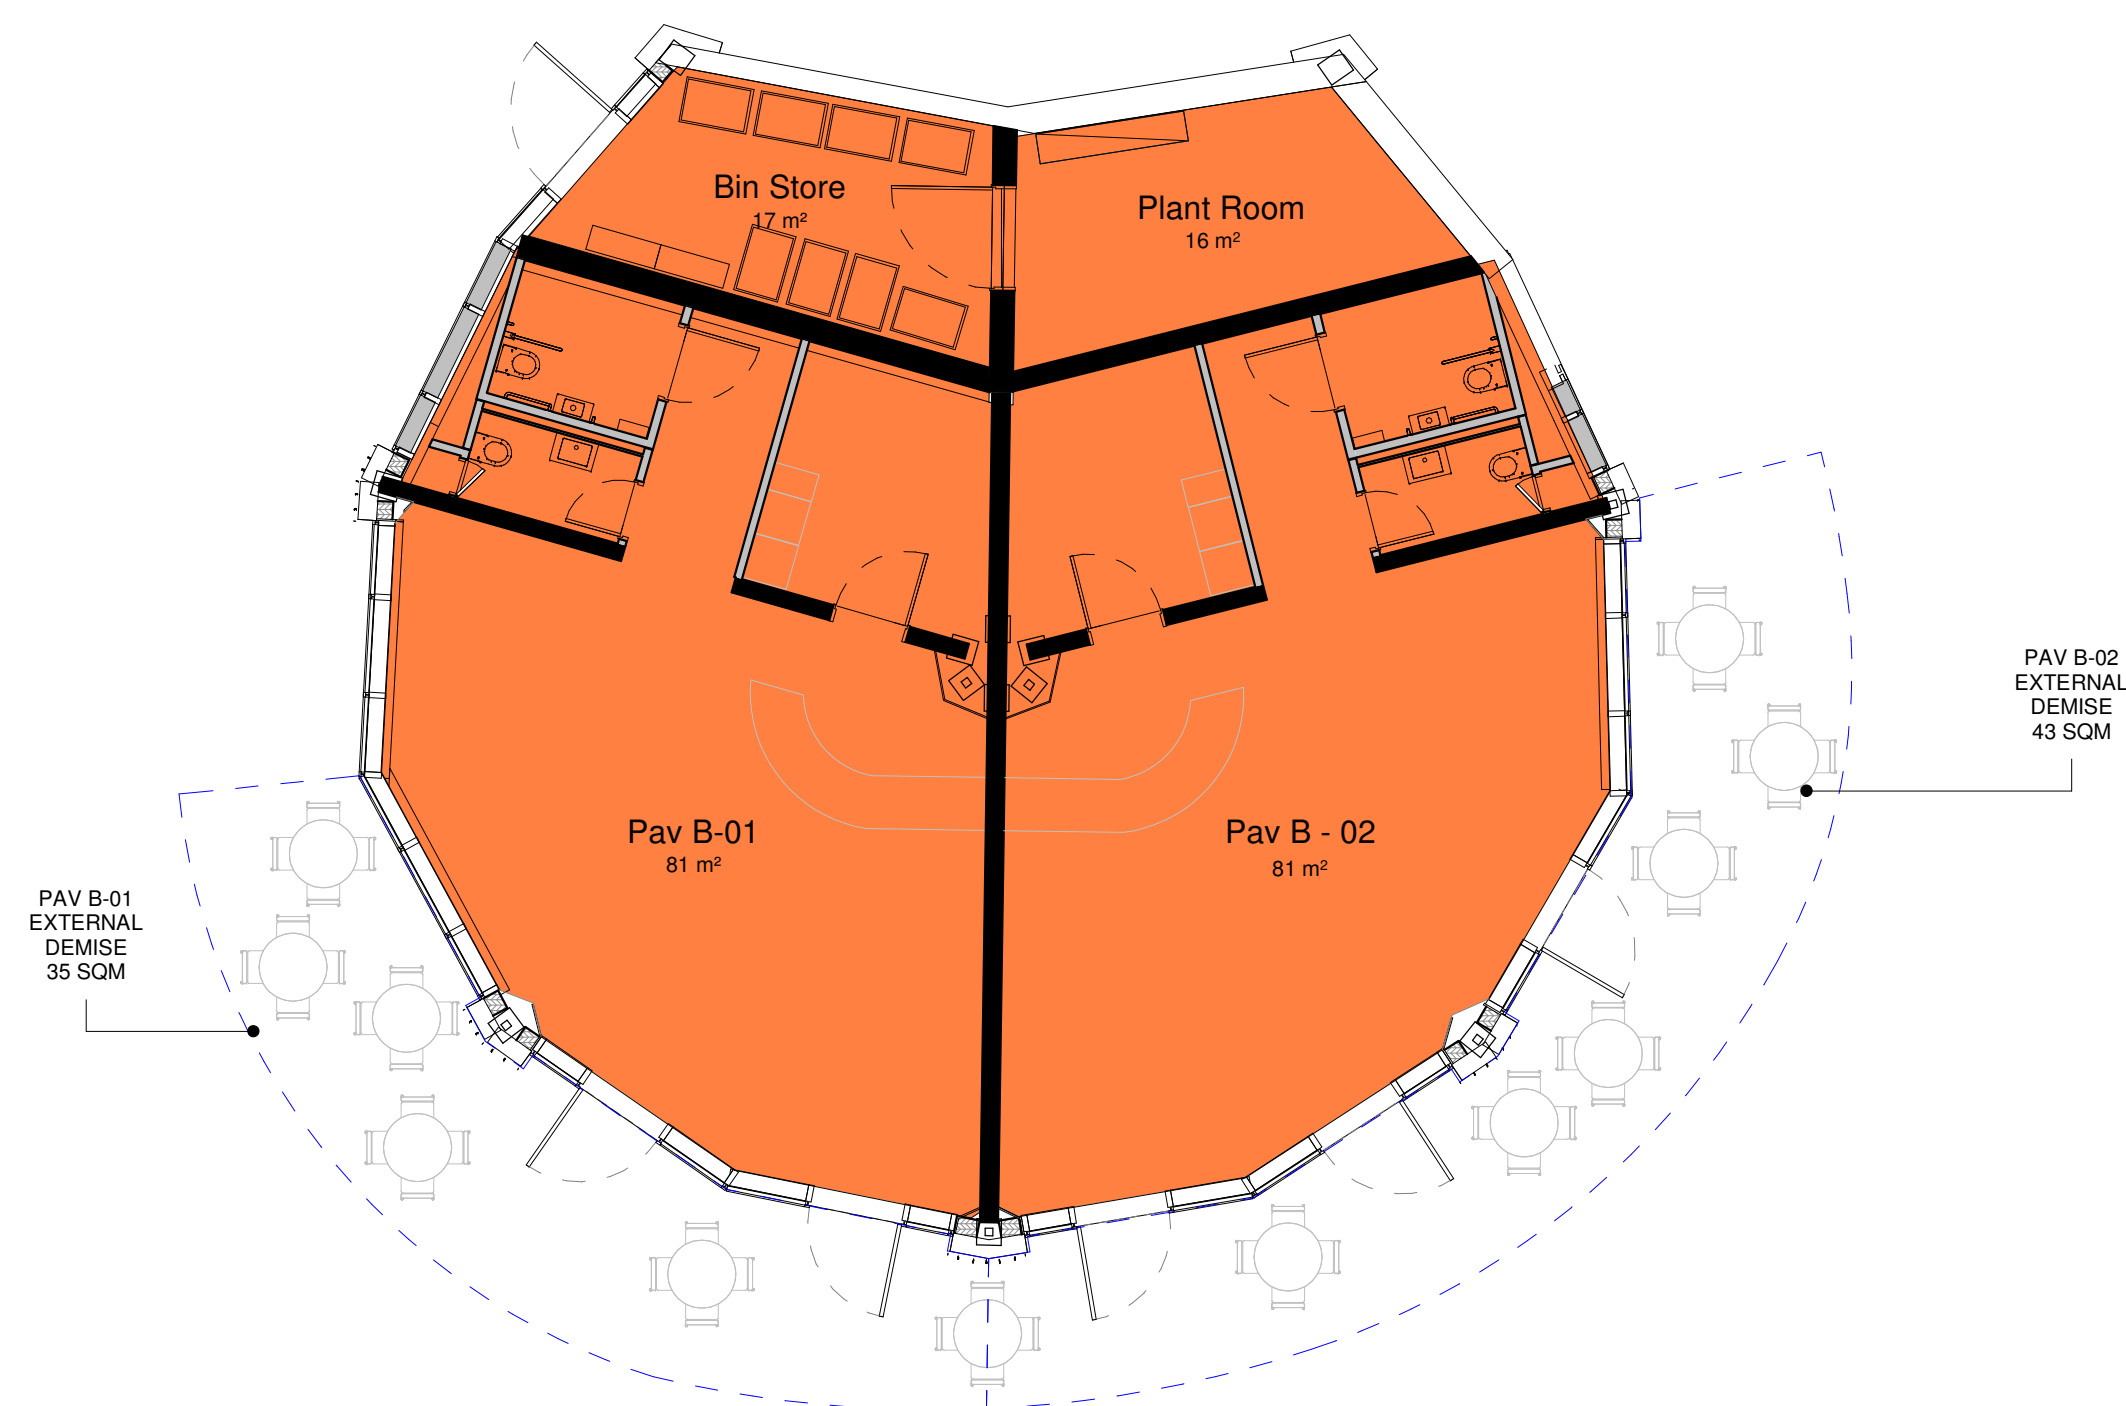 Bin Store
17 m²
Plant Room
16 m²
PAV B-02
EXTERNAL
DEMISE
43 SQM
Pav B-01
81 m²
Pav B - 02
81 m²
PAV B-01
EXTERNAL
DEMISE
35 SQM